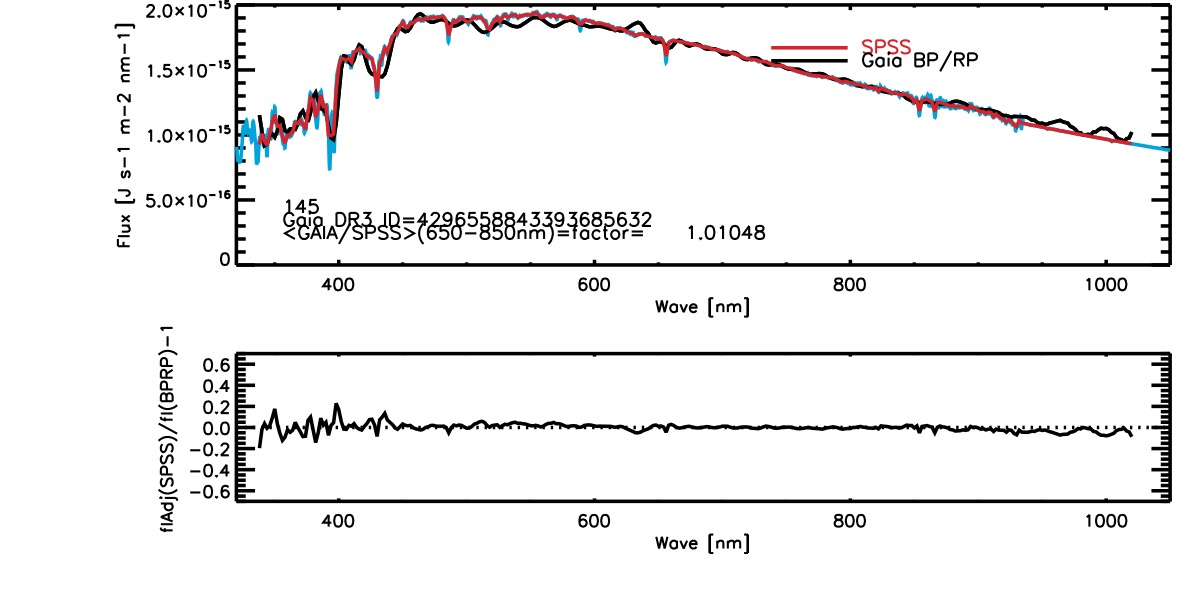 2.0×10−15
1.5×10−15
1.0×10−15
5.0×10−16
0
Flux [J s−1 m−2 nm−1]
SPSS
Gaia BP/RP
145
Gaia DR3 ID=4296558843393685632
<GAIA/SPSS>(650−850nm)=factor= 1.01048
400 600 800 1000
Wave [nm]
flAdj(SPSS)/fl(BPRP)−1
0.6
0.4
0.2
0.0
−0.2
−0.4
−0.6
400 600 800 1000
Wave [nm]